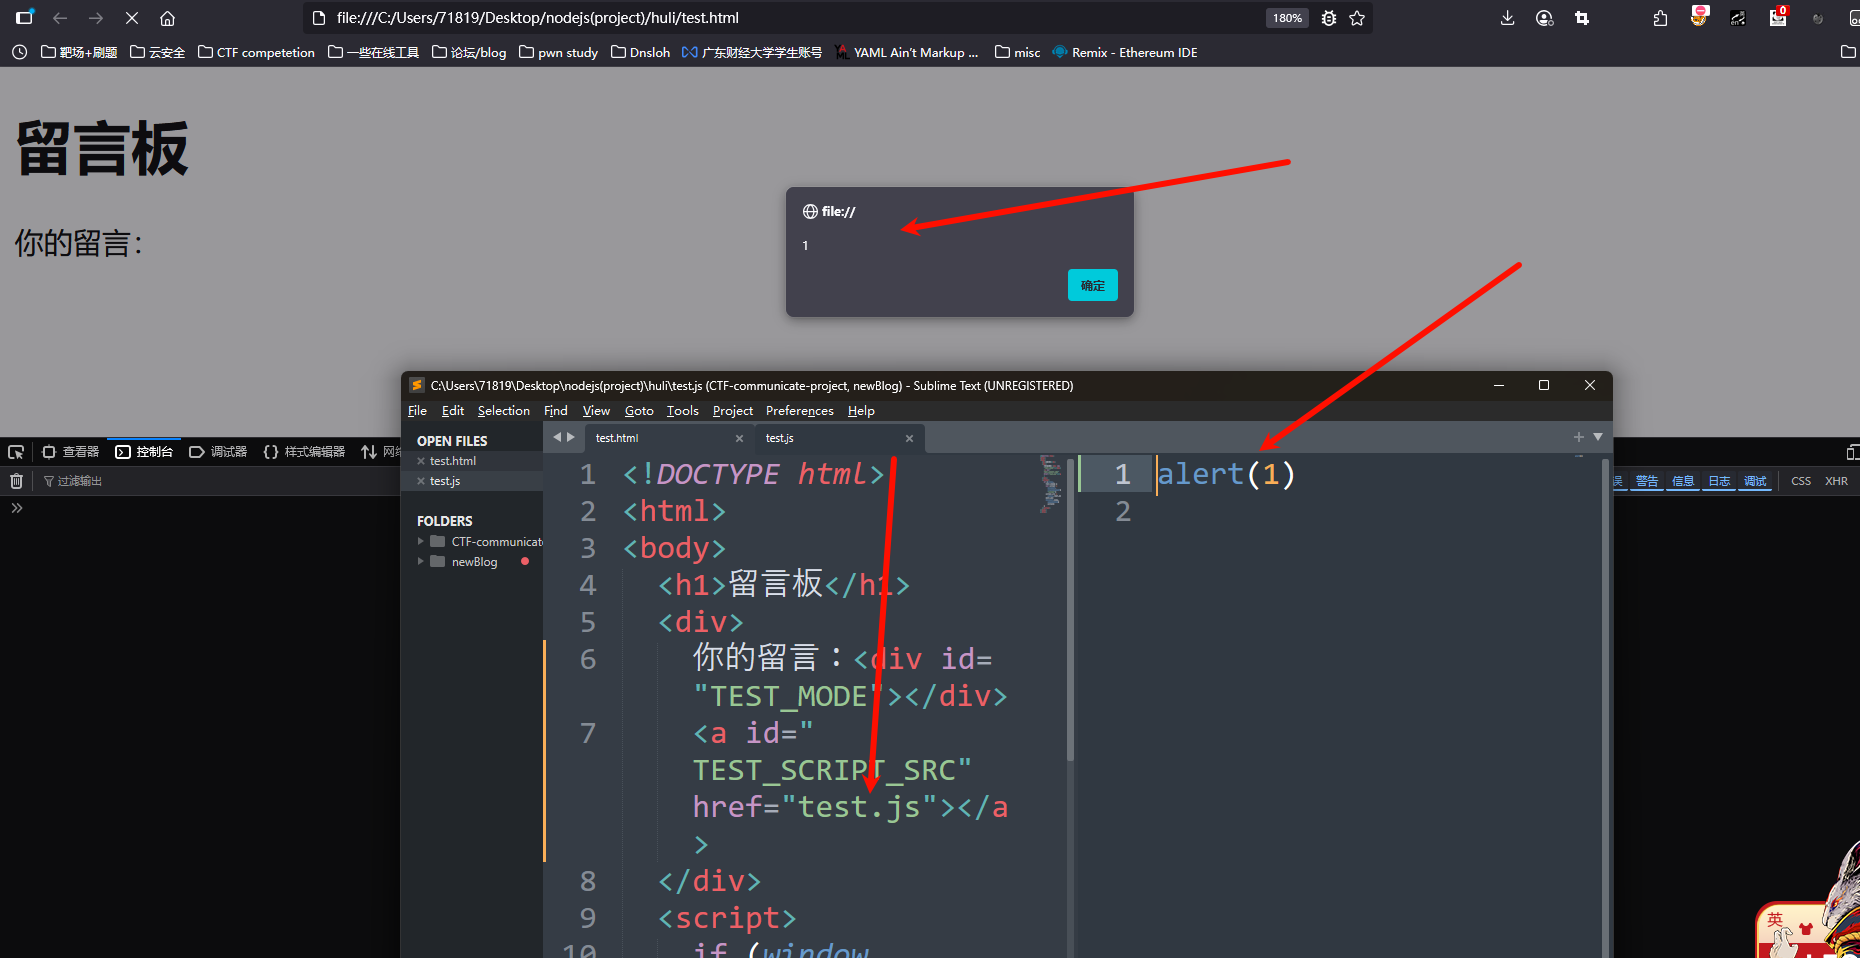 file:///C:/Users/71819/Desktop/nodejs(project)/huli/test.html
180%
0
靶场+刷题
云安全
CTF competetion
一些在线工具
论坛/blog
pwn study
Dnsloh
广东财经大学学生账号
YAML Ain't Markup ...
misc
Remix - Ethereum IDE
留言板
你的留言：
file://
1
确定
C:\Users\71819\Desktop\nodejs(project)\huli\test.js (CTF-communicate-project, newBlog) - Sublime Text (UNREGISTERED)
File Edit Selection Find View Goto Tools Project Preferences Help
查看器
控制台
调试器
样式编辑器
网络
过滤输出
警告
信息
日志
调试
CSS
XHR
OPEN FILES
test.html
test.js
FOLDERS
CTF-communicate
newBlog
test.html
test.js
1 <!DOCTYPE html>
2 <html>
3 <body>
4 <h1>留言板</h1>
5 <div>
6 你的留言：<div id=
"TEST_MODE"></div>
7 <a id="
TEST_SCRIPT_SRC"
href="test.js"></a
>
8 </div>
9 <script>
10 if (window
1 alert(1)
2
英